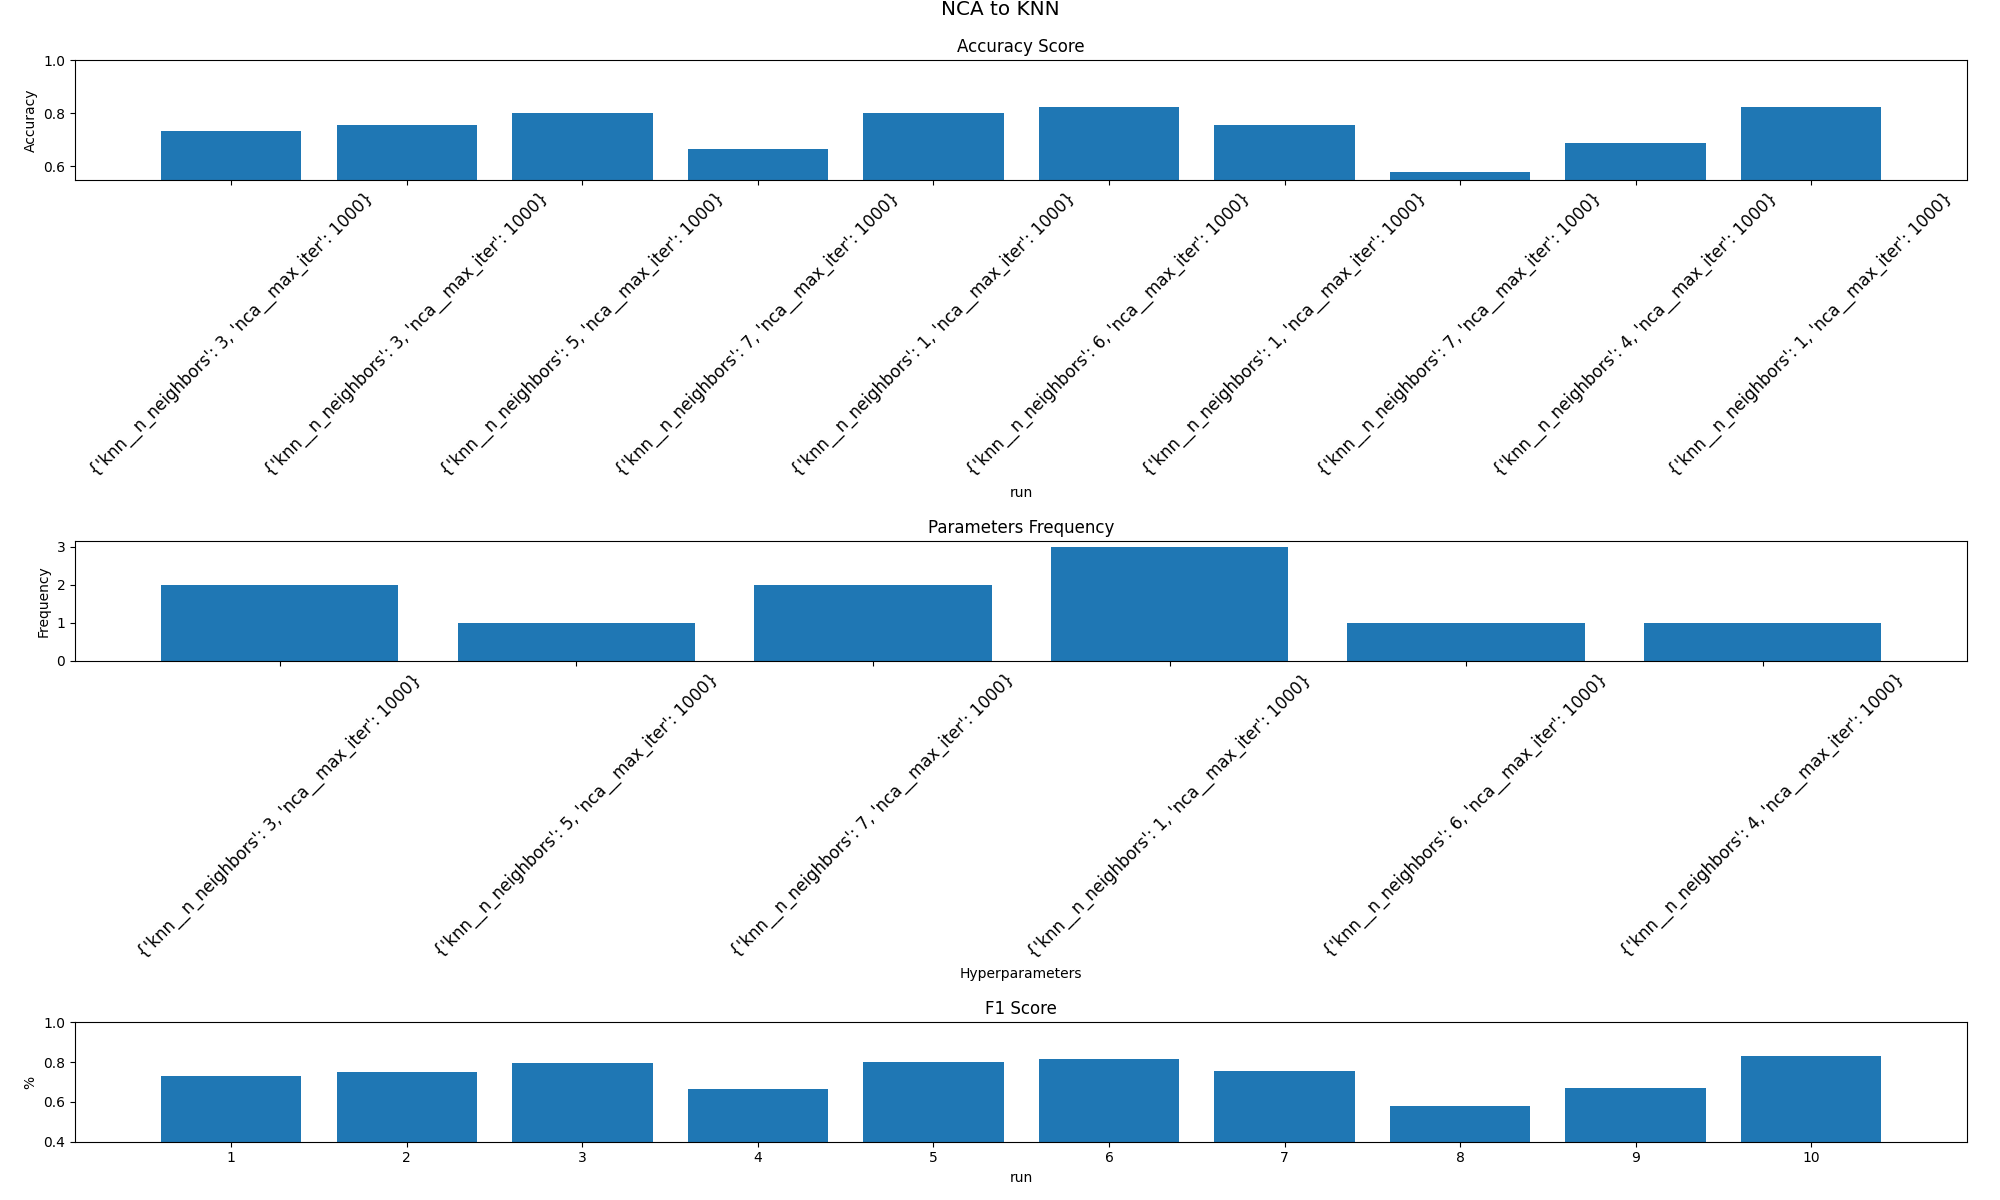 NCA to KNN
Accuracy Score
Accuracy
1.0
0.8
0.6
{'knn__n_neighbors': 3, 'nca__max_iter': 1000}
{'knn__n_neighbors': 3, 'nca__max_iter': 1000}
{'knn__n_neighbors': 5, 'nca__max_iter': 1000}
{'knn__n_neighbors': 7, 'nca__max_iter': 1000}
{'knn__n_neighbors': 1, 'nca__max_iter': 1000}
{'knn__n_neighbors': 6, 'nca__max_iter': 1000}
{'knn__n_neighbors': 1, 'nca__max_iter': 1000}
{'knn__n_neighbors': 7, 'nca__max_iter': 1000}
{'knn__n_neighbors': 4, 'nca__max_iter': 1000}
{'knn__n_neighbors': 1, 'nca__max_iter': 1000}
run
Parameters Frequency
Frequency
3
2
1
0
{'knn__n_neighbors': 3, 'nca__max_iter': 1000}
{'knn__n_neighbors': 5, 'nca__max_iter': 1000}
{'knn__n_neighbors': 7, 'nca__max_iter': 1000}
{'knn__n_neighbors': 1, 'nca__max_iter': 1000}
{'knn__n_neighbors': 6, 'nca__max_iter': 1000}
{'knn__n_neighbors': 4, 'nca__max_iter': 1000}
Hyperparameters
F1 Score
%
1.0
0.8
0.6
0.4
1 2 3 4 5 6 7 8 9 10
run